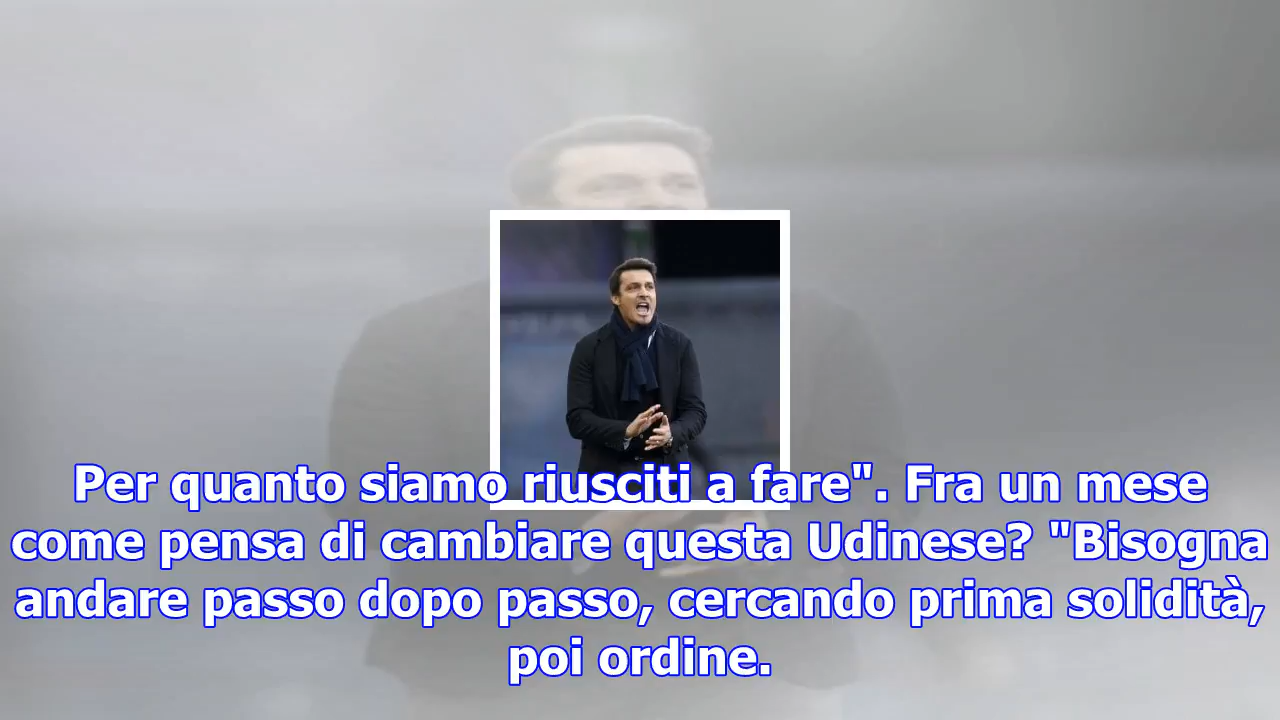 Per quanto siamo riusciti a fare". Fra un mese
come pensa di cambiare questa Udinese? "Bisogna
andare passo dopo passo, cercando prima solidità,
poi ordine.